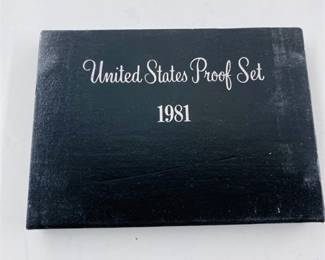 United States Proof Set
1981